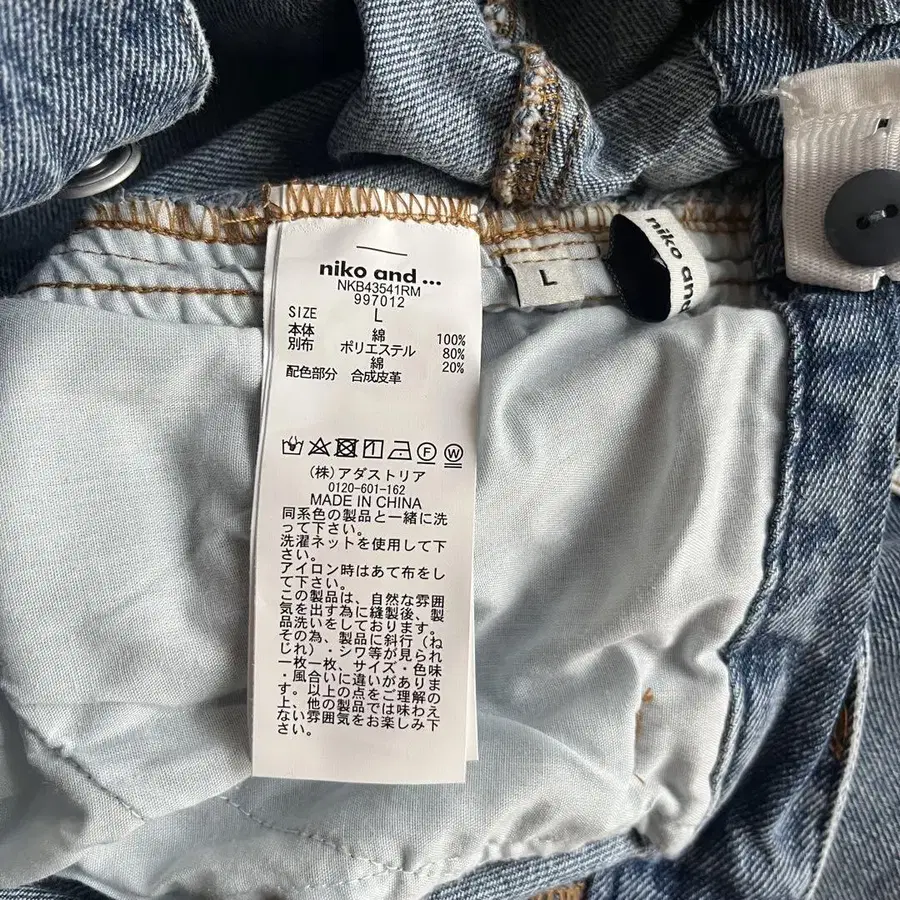 niko and ...
NKB43541RM
997012
SIZE L
本体 綿 100%
別布 ポリエステル 80%
綿 20%
配色部分 合成皮革
F W
(株)アダストリア
0120-601-162
MADE IN CHINA
同系色の製品と一緒に洗
って下さい。
洗濯ネットを使用して下
さい。
アイロン時はあて布をし
て下さい。
この製品は、自然な雰囲
気を出す為に縫製後、製
品洗いをしております。
その為、製品に斜行(ね
じれ)・シワ等が見られ
一枚一枚、サイズ・色味
・風合いに違いがありま
す。以上の点をご理解の
上、他の製品では味わえ
ない雰囲気をお楽しみ下
さい。
L
niko and